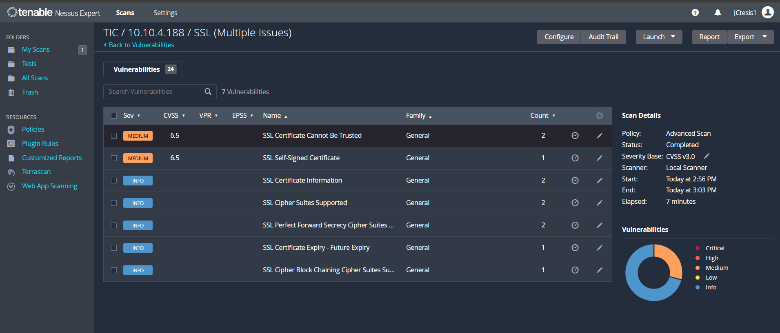 tenable Nessus Expert Scans Settings jCtesis1
FOLDERS
My Scans 1
Tesis
All Scans
Trash
RESOURCES
Policies
Plugin Rules
Customized Reports
Terrascan
Web App Scanning
TIC / 10.10.4.188 / SSL (Multiple Issues)
Back to Vulnerabilities
Configure Audit Trail Launch Report Export
Vulnerabilities 24
Search Vulnerabilities 7 Vulnerabilities
Sev CVSS VPR EPSS Name Family Count
MEDIUM 6.5 SSL Certificate Cannot Be Trusted General 2
MEDIUM 6.5 SSL Self-Signed Certificate General 1
INFO SSL Certificate Information General 2
INFO SSL Cipher Suites Supported General 2
INFO SSL Perfect Forward Secrecy Cipher Suites ... General 2
INFO SSL Certificate Expiry - Future Expiry General 1
INFO SSL Cipher Block Chaining Cipher Suites Su... General 1
Scan Details
Policy: Advanced Scan
Status: Completed
Severity Base: CVSS v3.0
Scanner: Local Scanner
Start: Today at 2:56 PM
End: Today at 3:03 PM
Elapsed: 7 minutes
Vulnerabilities
Critical
High
Medium
Low
Info